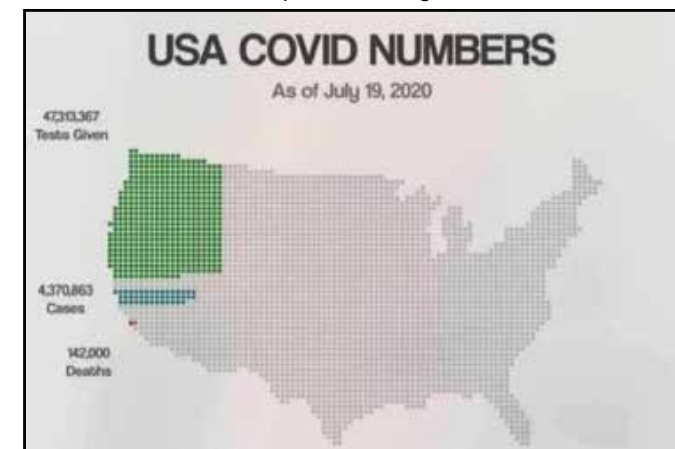 USA COVID NUMBERS
As of July 19, 2020
47,313,367
Tests Given
4,370,863
Cases
142,000
Deaths